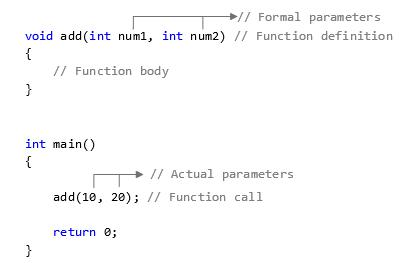 // Formal parameters
void add(int num1, int num2) // Function definition
{
// Function body
}
int main()
{
// Actual parameters
add(10, 20); // Function call
return 0;
}